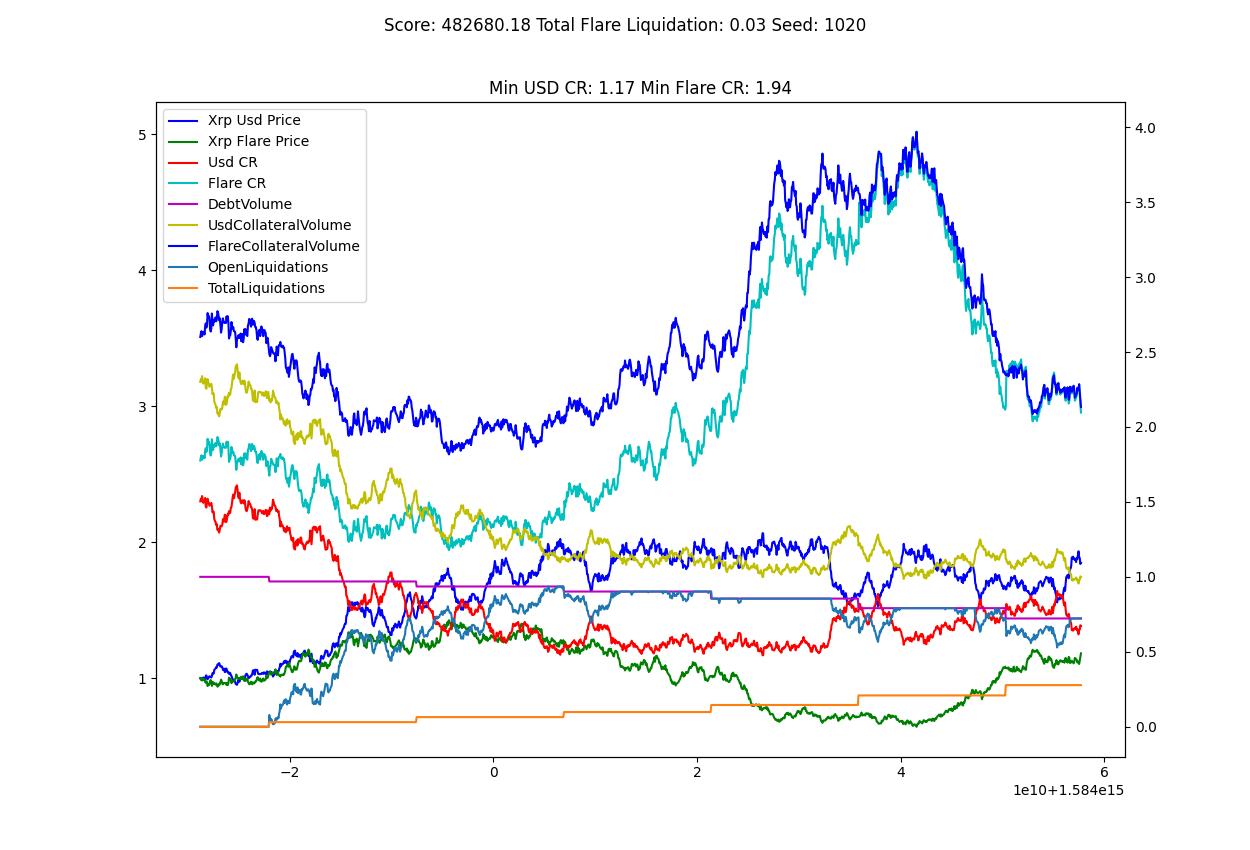 Score: 482680.18 Total Flare Liquidation: 0.03 Seed: 1020
Min USD CR: 1.17 Min Flare CR: 1.94
Xrp Usd Price
Xrp Flare Price
Usd CR
Flare CR
DebtVolume
UsdCollateralVolume
FlareCollateralVolume
OpenLiquidations
TotalLiquidations
5
4
3
2
1
4.0
3.5
3.0
2.5
2.0
1.5
1.0
0.5
0.0
−2 0 2 4 6
1e10+1.584e15